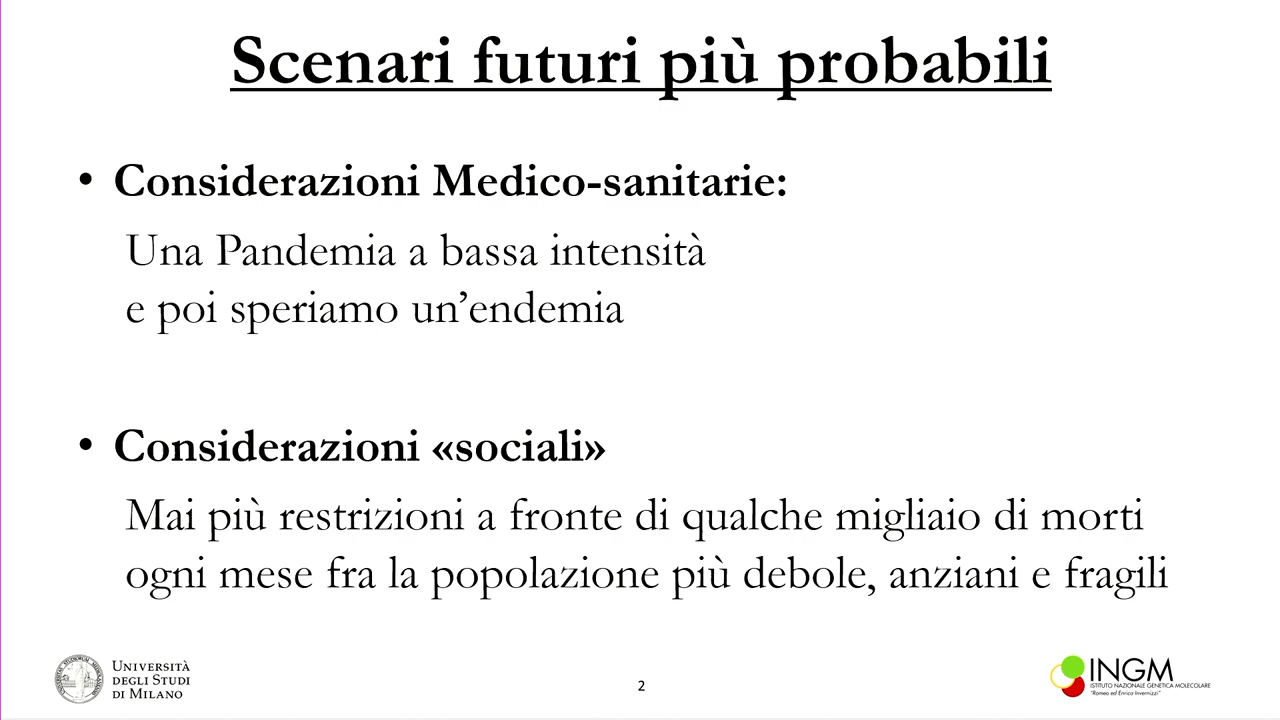 Scenari futuri più probabili
• Considerazioni Medico-sanitarie:
Una Pandemia a bassa intensità
e poi speriamo un’endemia
• Considerazioni «sociali»
Mai più restrizioni a fronte di qualche migliaio di morti
ogni mese fra la popolazione più debole, anziani e fragili
UNIVERSITÀ
DEGLI STUDI
DI MILANO
2
INGM
ISTITUTO NAZIONALE GENETICA MOLECOLARE
"Romeo ed Enrica Invernizzi"